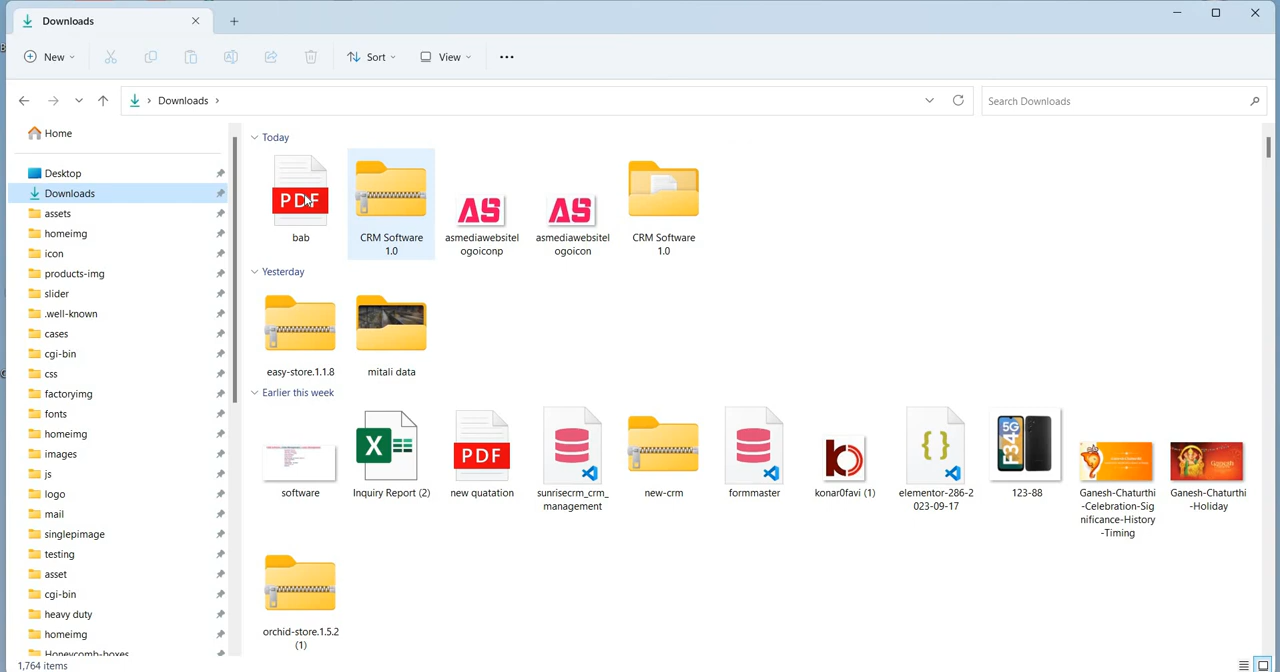 Downloads
New
Sort
View
Downloads
Search Downloads
Home
Desktop
Downloads
assets
homeimg
icon
products-img
slider
.well-known
cases
cgi-bin
css
factoryimg
fonts
homeimg
images
js
logo
mail
singlepimage
testing
asset
cgi-bin
heavy duty
homeimg
Honeycomb-boxes
Today
PDF
bab
CRM Software
1.0
AS
asmediawebsitel
ogoiconp
AS
asmediawebsitel
ogoicon
CRM Software
1.0
Yesterday
easy-store.1.1.8
mitali data
Earlier this week
software
X
Inquiry Report (2)
PDF
new quatation
sunrisecrm_crm_
management
new-crm
formmaster
konar0favi (1)
{}
elementor-286-2
023-09-17
5G
F34
123-88
Ganesh-Chaturthi
-Celebration-Sig
nificance-History
-Timing
Ganesh-Chaturthi
-Holiday
orchid-store.1.5.2
(1)
1,764 items